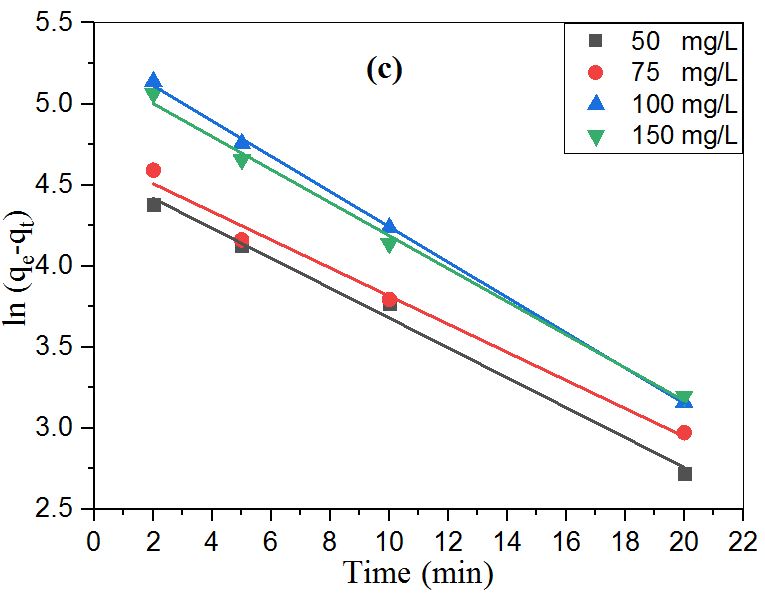 (c)
50 mg/L
75 mg/L
100 mg/L
150 mg/L
ln (qe-qt)
5.5
5.0
4.5
4.0
3.5
3.0
2.5
0 2 4 6 8 10 12 14 16 18 20 22
Time (min)